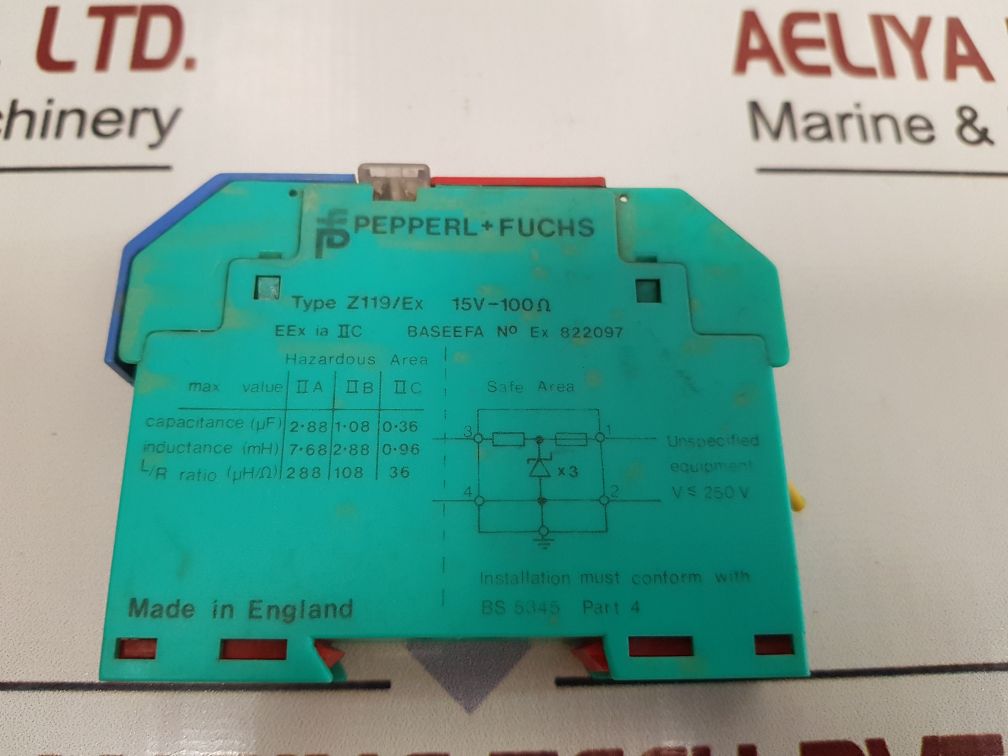 LTD.
chinery
AELIYA
Marine &
PEPPERL+FUCHS
Type Z119/Ex 15V-100Ω
EEx ia IIC BASEEFA Nº Ex 822097
Hazardous Area
max value IIA IIB IIC
capacitance (µF) 2·88 1·08 0·36
inductance (mH) 7·68 2·88 0·96
L/R ratio (µH/Ω) 288 108 36
Safe Area
3 1
x3
4 2
Unspecified
equipment
V ≤ 250V
Installation must conform with
BS 5345 Part 4
Made in England